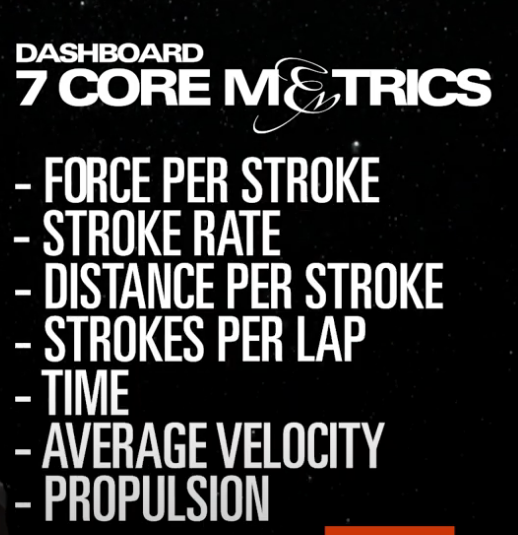 DASHBOARD
7 CORE METRICS
- FORCE PER STROKE
- STROKE RATE
- DISTANCE PER STROKE
- STROKES PER LAP
- TIME
- AVERAGE VELOCITY
- PROPULSION